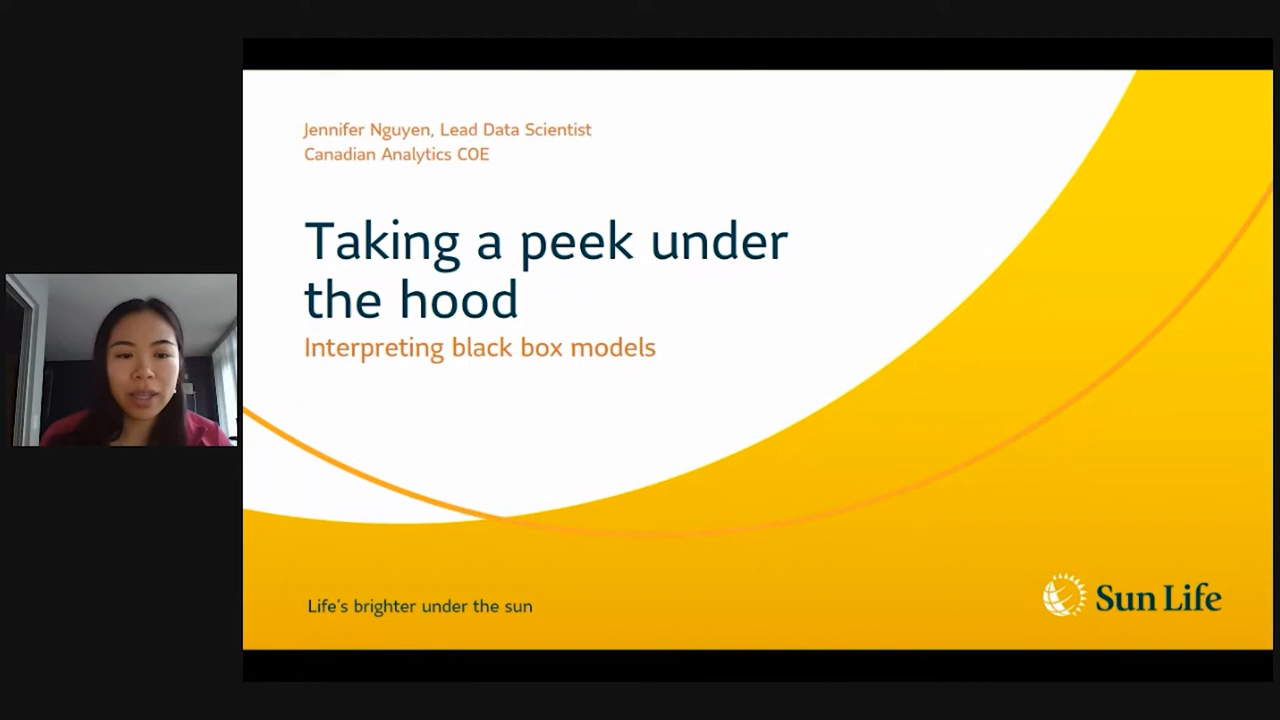 Jennifer Nguyen, Lead Data Scientist
Canadian Analytics COE
Taking a peek under
the hood
Interpreting black box models
Life's brighter under the sun
Sun Life